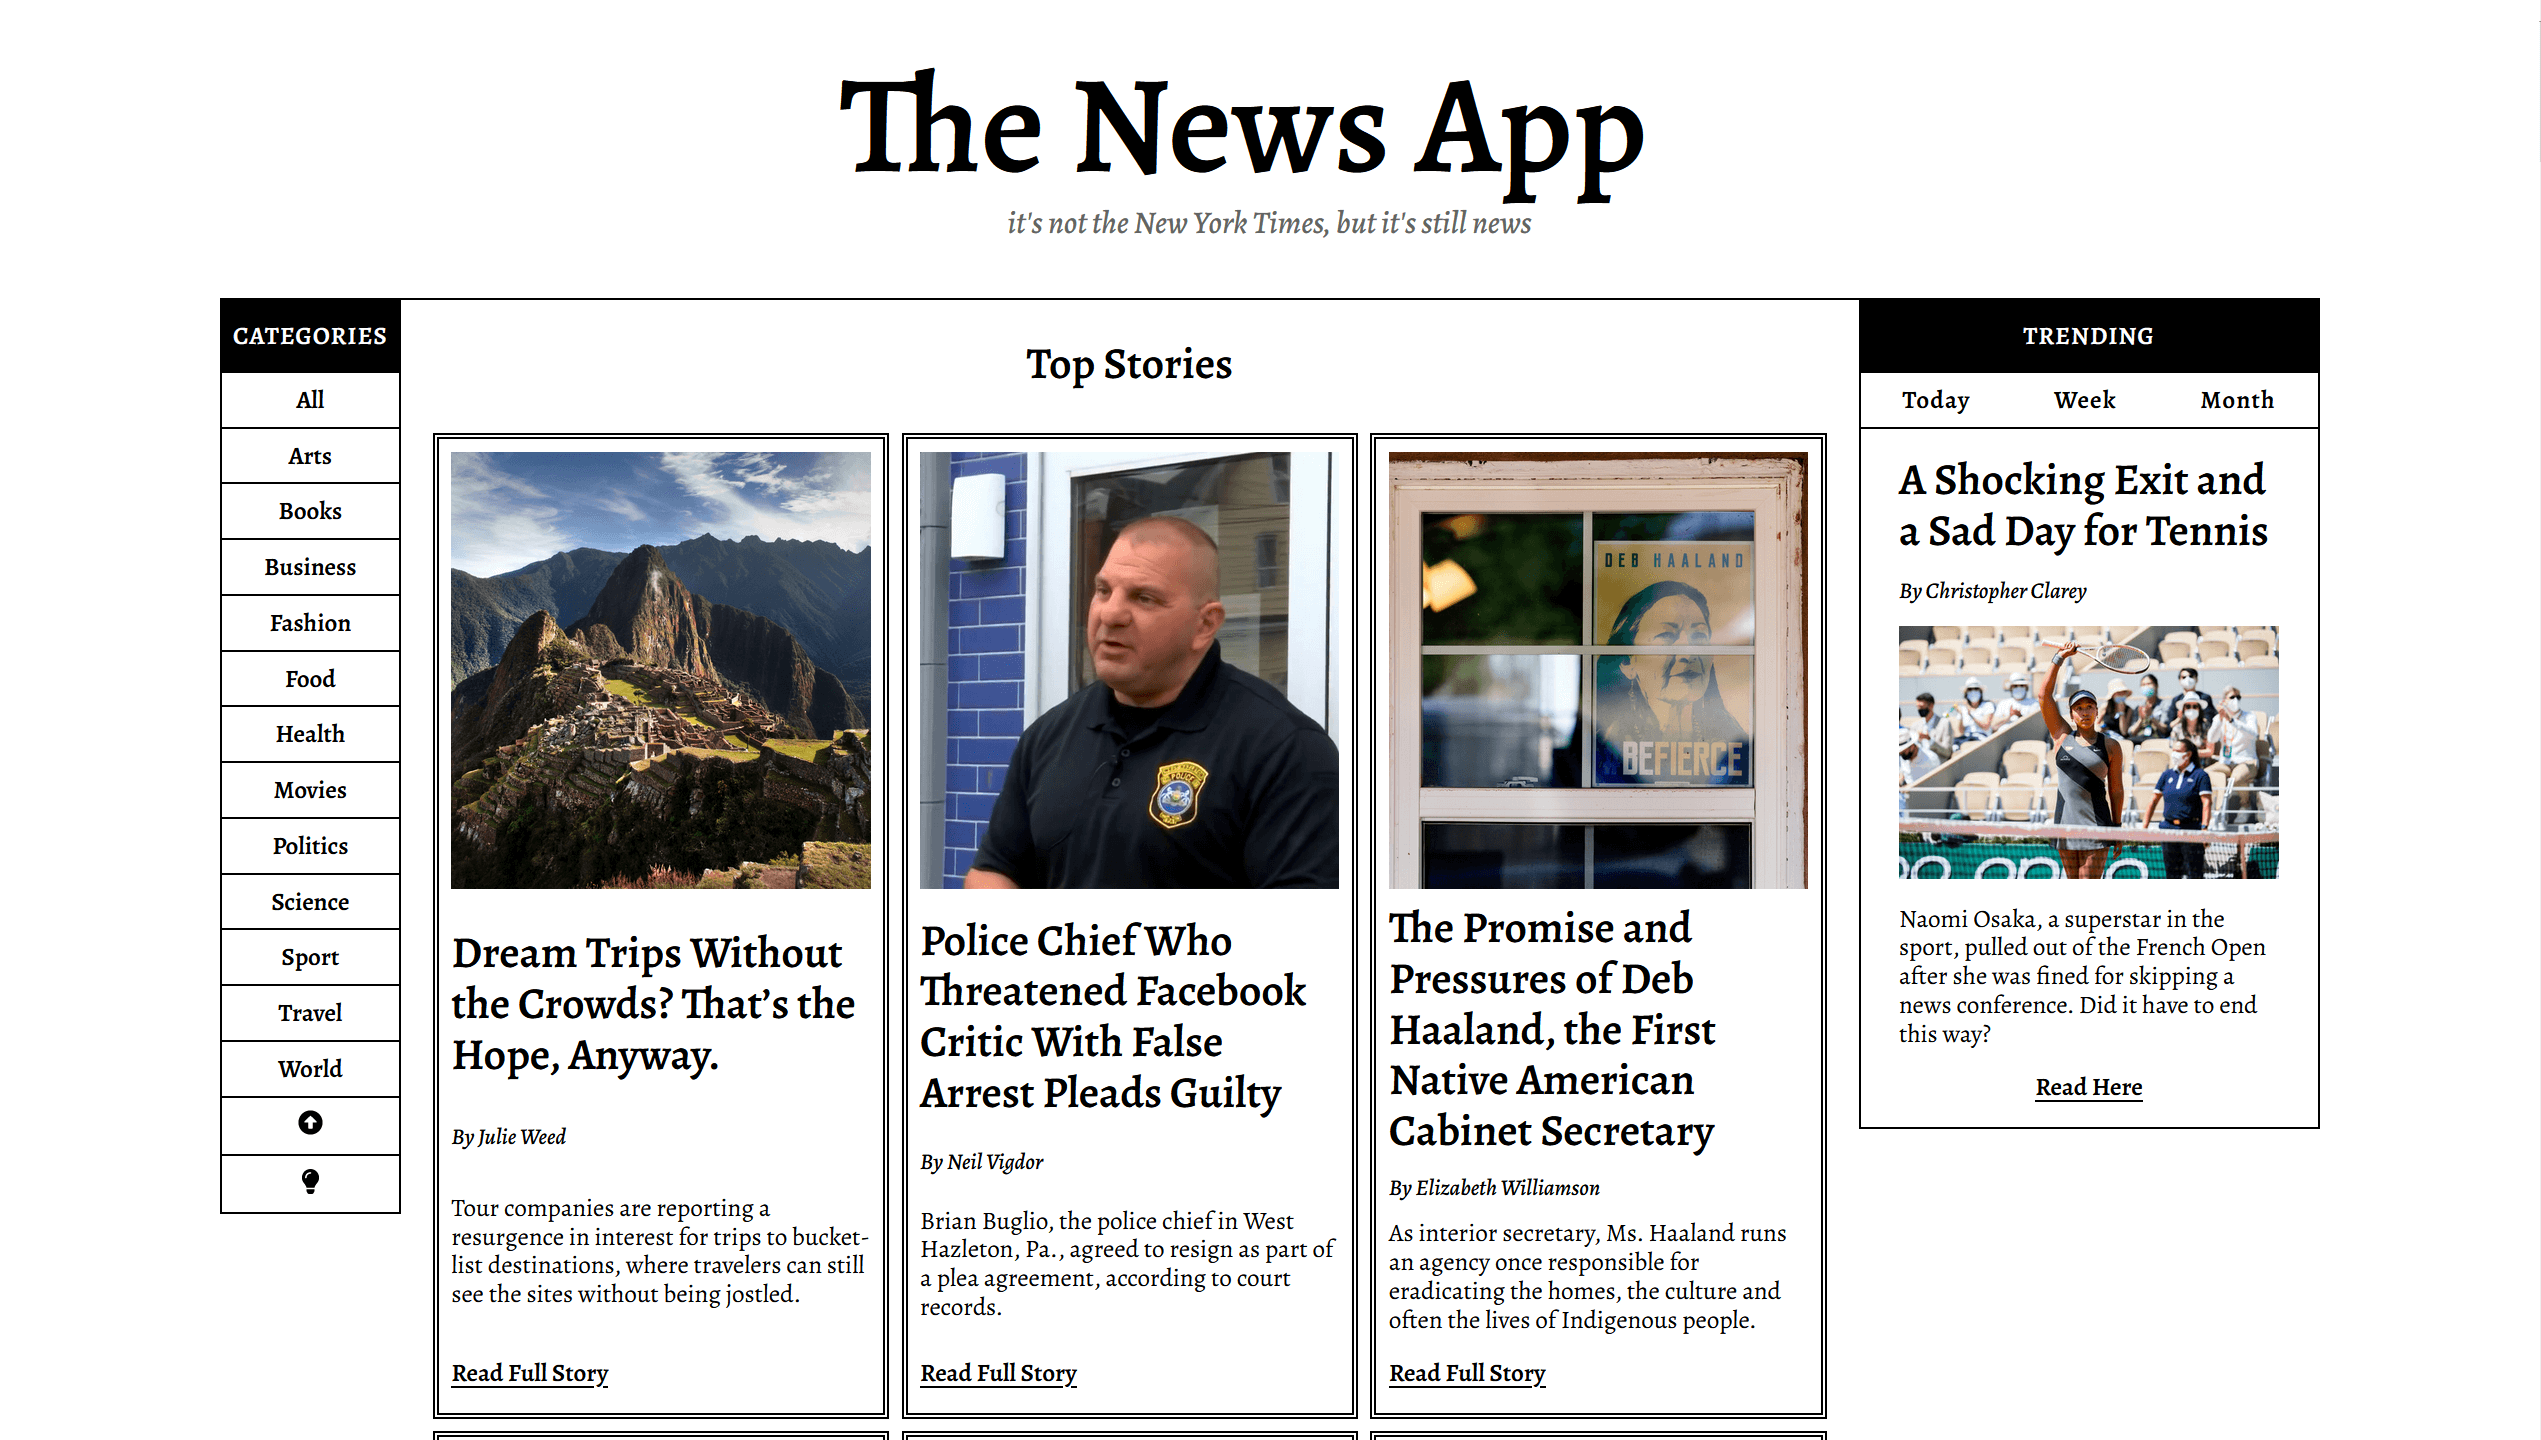 The News App
it's not the New York Times, but it's still news
CATEGORIES
All
Arts
Books
Business
Fashion
Food
Health
Movies
Politics
Science
Sport
Travel
World
Top Stories
Dream Trips Without
the Crowds? That’s the
Hope, Anyway.
By Julie Weed
Tour companies are reporting a
resurgence in interest for trips to bucket-
list destinations, where travelers can still
see the sites without being jostled.
Read Full Story
POLICE
Police Chief Who
Threatened Facebook
Critic With False
Arrest Pleads Guilty
By Neil Vigdor
Brian Buglio, the police chief in West
Hazleton, Pa., agreed to resign as part of
a plea agreement, according to court
records.
Read Full Story
DEB HAALAND
BE FIERCE
The Promise and
Pressures of Deb
Haaland, the First
Native American
Cabinet Secretary
By Elizabeth Williamson
As interior secretary, Ms. Haaland runs
an agency once responsible for
eradicating the homes, the culture and
often the lives of Indigenous people.
Read Full Story
TRENDING
Today Week Month
A Shocking Exit and
a Sad Day for Tennis
By Christopher Clarey
Naomi Osaka, a superstar in the
sport, pulled out of the French Open
after she was fined for skipping a
news conference. Did it have to end
this way?
Read Here